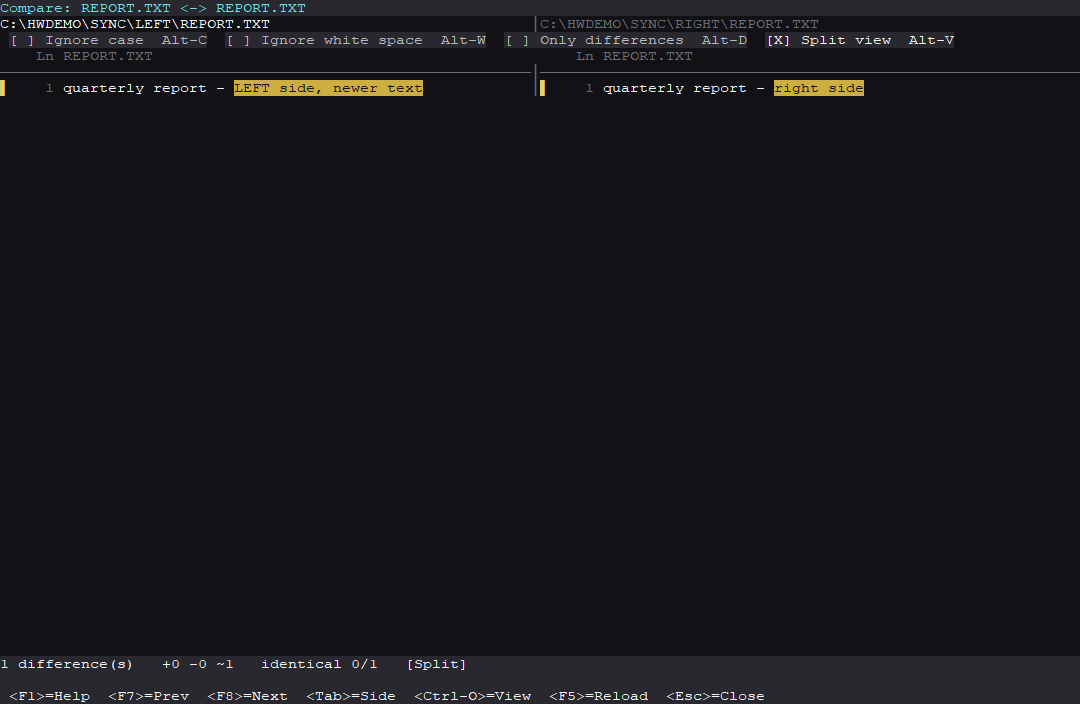 Compare: REPORT.TXT <-> REPORT.TXT
C:\HWDEMO\SYNC\LEFT\REPORT.TXT C:\HWDEMO\SYNC\RIGHT\REPORT.TXT
[ ] Ignore case Alt-C [ ] Ignore white space Alt-W [ ] Only differences Alt-D [X] Split view Alt-V
Ln REPORT.TXT Ln REPORT.TXT
1 quarterly report - LEFT side, newer text 1 quarterly report - right side
1 difference(s) +0 -0 ~1 identical 0/1 [Split]
<F1>=Help <F7>=Prev <F8>=Next <Tab>=Side <Ctrl-O>=View <F5>=Reload <Esc>=Close